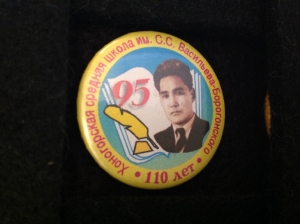 Хоногорская средняя школа им. С.С. Васильева-Борогонского
95
• 110 лет •